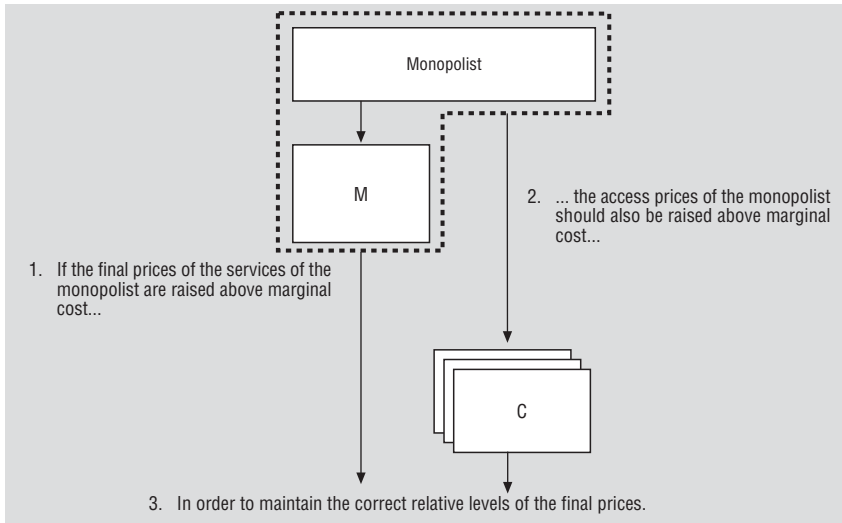 Monopolist
M
2. ... the access prices of the monopolist
should also be raised above marginal
cost...
1. If the final prices of the services of the
monopolist are raised above marginal
cost...
C
3. In order to maintain the correct relative levels of the final prices.